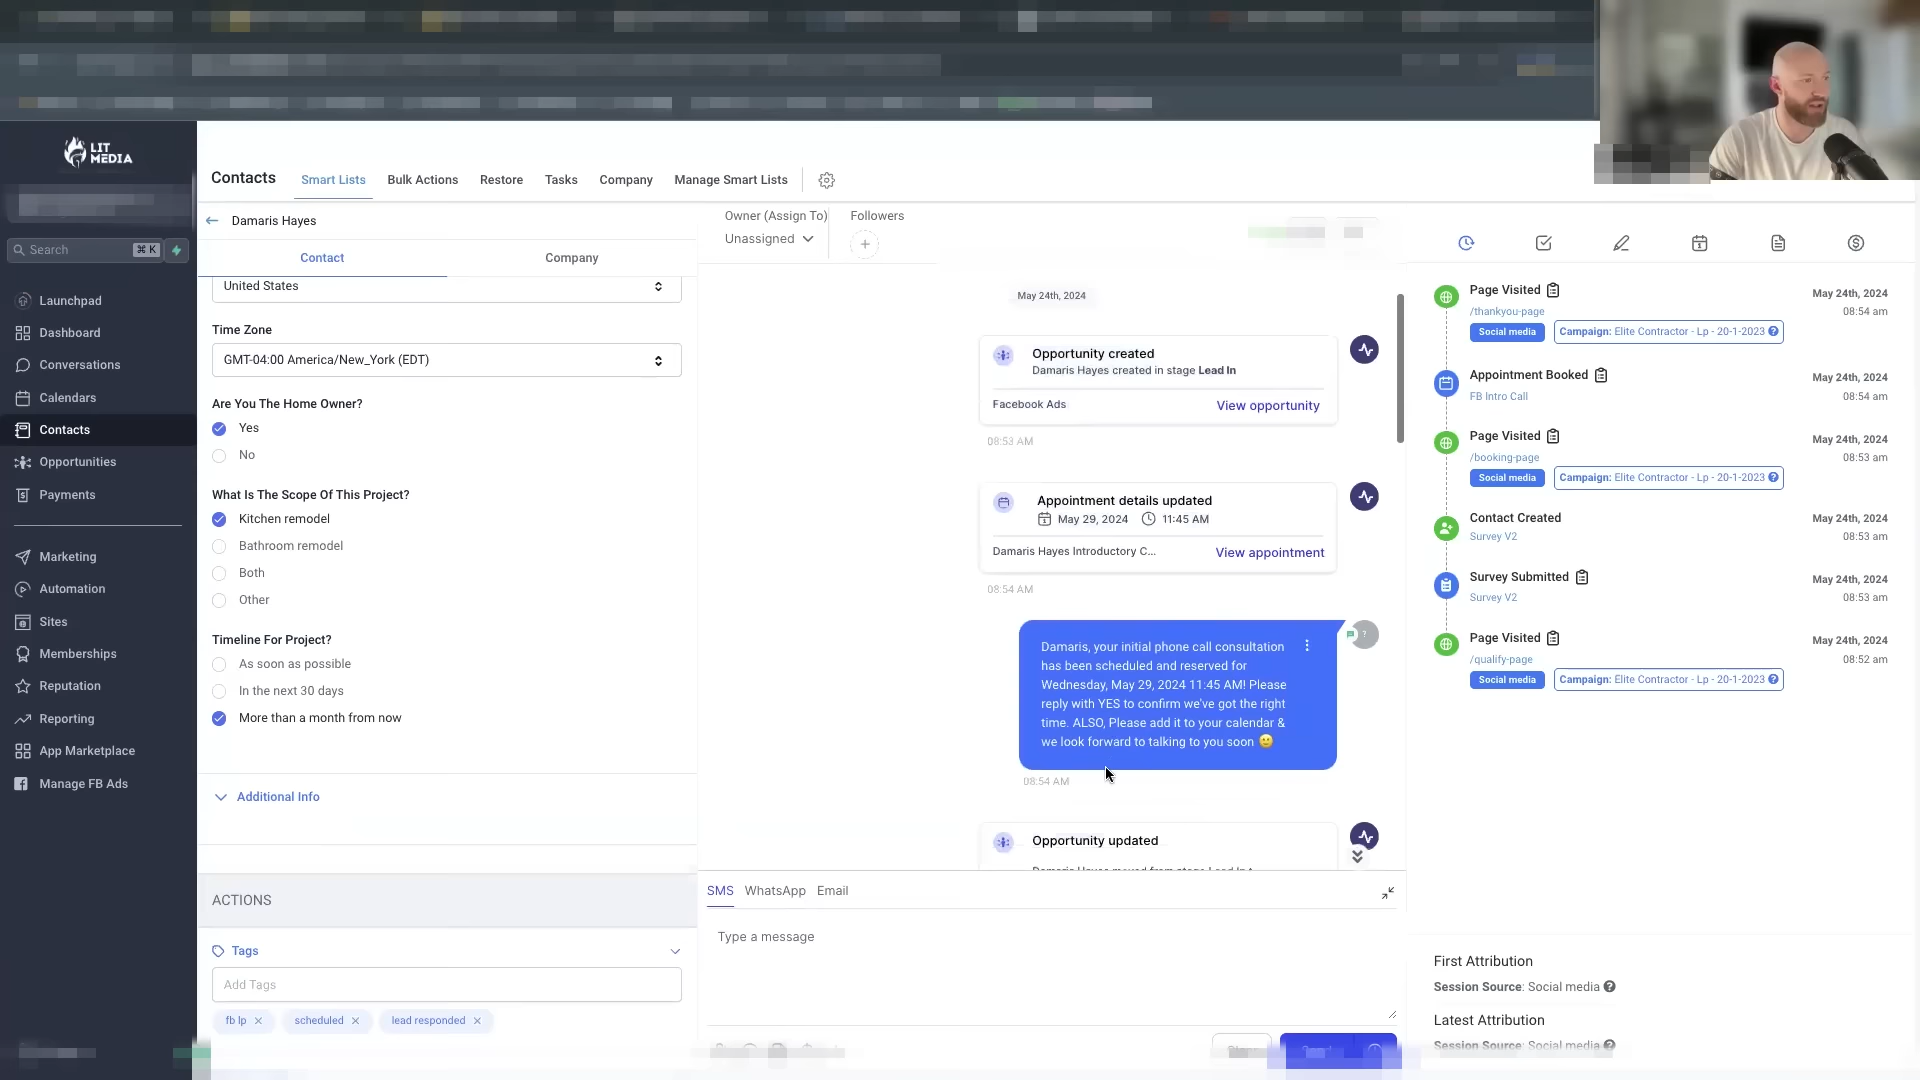 LIT
MEDIA
Search
⌘ K
Launchpad
Dashboard
Conversations
Calendars
Contacts
Opportunities
Payments
Marketing
Automation
Sites
Memberships
Reputation
Reporting
App Marketplace
Manage FB Ads
Contacts
Smart Lists
Bulk Actions
Restore
Tasks
Company
Manage Smart Lists
Damaris Hayes
Contact
Company
United States
Time Zone
GMT-04:00 America/New_York (EDT)
Are You The Home Owner?
Yes
No
What Is The Scope Of This Project?
Kitchen remodel
Bathroom remodel
Both
Other
Timeline For Project?
As soon as possible
In the next 30 days
More than a month from now
Additional Info
ACTIONS
Tags
Add Tags
fb lp
scheduled
lead responded
Owner (Assign To)
Unassigned
Followers
May 24th, 2024
Opportunity created
Damaris Hayes created in stage Lead In
Facebook Ads
View opportunity
08:53 AM
Appointment details updated
May 29, 2024 11:45 AM
Damaris Hayes Introductory C...
View appointment
08:54 AM
Damaris, your initial phone call consultation
has been scheduled and reserved for
Wednesday, May 29, 2024 11:45 AM! Please
reply with YES to confirm we've got the right
time. ALSO, Please add it to your calendar &
we look forward to talking to you soon 🙂
?
08:54 AM
Opportunity updated
SMS
WhatsApp
Email
Type a message
Page Visited
May 24th, 2024
/thankyou-page
08:54 am
Social media
Campaign: Elite Contractor - Lp - 20-1-2023
Appointment Booked
May 24th, 2024
FB Intro Call
08:54 am
Page Visited
May 24th, 2024
/booking-page
08:53 am
Social media
Campaign: Elite Contractor - Lp - 20-1-2023
Contact Created
May 24th, 2024
Survey V2
08:53 am
Survey Submitted
May 24th, 2024
Survey V2
08:53 am
Page Visited
May 24th, 2024
/qualify-page
08:52 am
Social media
Campaign: Elite Contractor - Lp - 20-1-2023
First Attribution
Session Source: Social media
Latest Attribution
Session Source: Social media